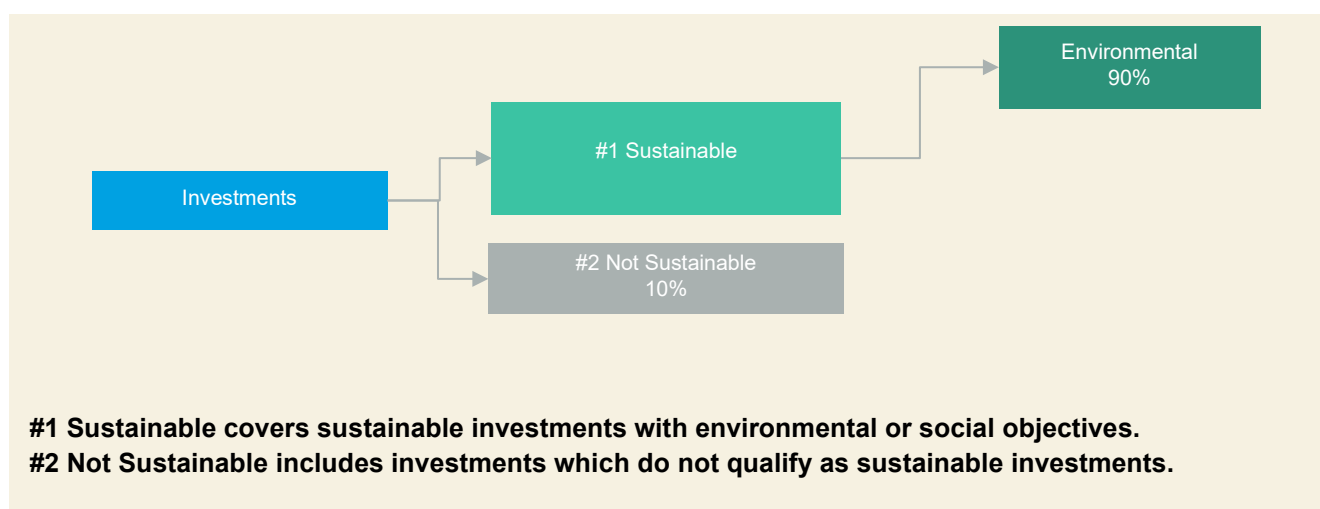 Environmental
90%
#1 Sustainable
Investments
#2 Not Sustainable
10%
#1 Sustainable covers sustainable investments with environmental or social objectives.
#2 Not Sustainable includes investments which do not qualify as sustainable investments.